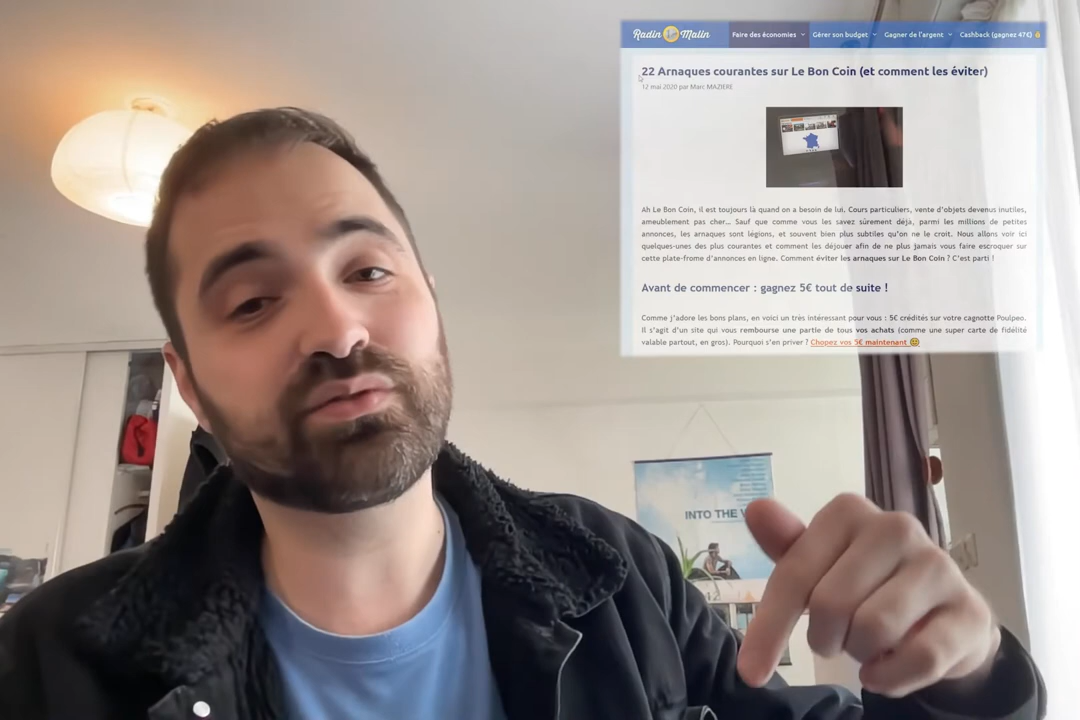 Radin Malin
Faire des économies Gérer son budget Gagner de l'argent Cashback (gagnez 47€)
22 Arnaques courantes sur Le Bon Coin (et comment les éviter)
12 mai 2020 par Marc MAZIERE
Ah Le Bon Coin, il est toujours là quand on a besoin de lui. Cours particuliers, vente d'objets devenus inutiles,
ameublement pas cher... Sauf que comme vous les savez sûrement déjà, parmi les millions de petites
annonces, les arnaques sont légions, et souvent bien plus subtiles qu'on ne le croit. Nous allons voir ici
quelques-unes des plus courantes et comment les déjouer afin de ne plus jamais vous faire escroquer sur
cette plate-frome d'annonces en ligne. Comment éviter les arnaques sur Le Bon Coin ? C'est parti !
Avant de commencer : gagnez 5€ tout de suite !
Comme j'adore les bons plans, en voici un très intéressant pour vous : 5€ crédités sur votre cagnotte Poulpeo.
Il s'agit d'un site qui vous rembourse une partie de tous vos achats (comme une super carte de fidélité
valable partout, en gros). Pourquoi s'en priver ? Chopez vos 5€ maintenant 🙂
INTO THE